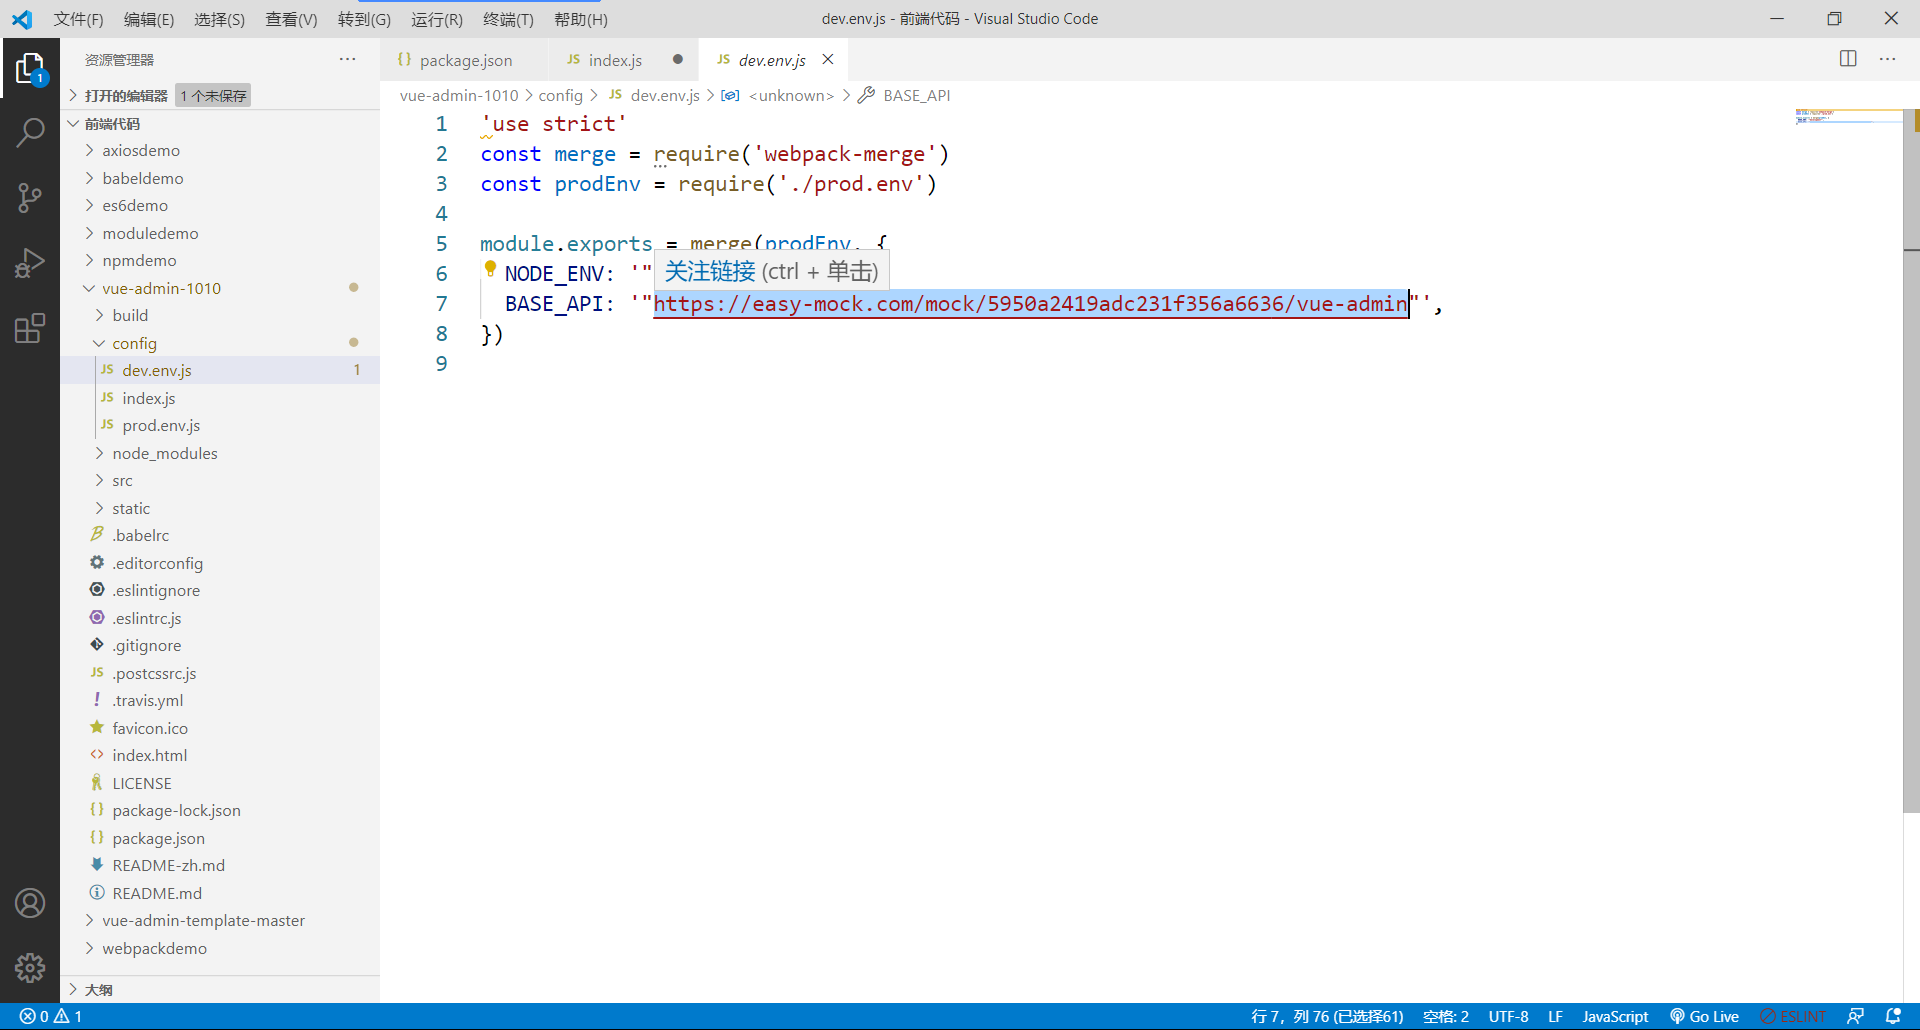 文件(F) 编辑(E) 选择(S) 查看(V) 转到(G) 运行(R) 终端(T) 帮助(H) dev.env.js - 前端代码 - Visual Studio Code
资源管理器
1
打开的编辑器 1 个未保存
前端代码
axiosdemo
babeldemo
es6demo
moduledemo
npmdemo
vue-admin-1010
build
config
JS dev.env.js 1
JS index.js
JS prod.env.js
node_modules
src
static
.babelrc
.editorconfig
.eslintignore
.eslintrc.js
.gitignore
JS .postcssrc.js
! .travis.yml
favicon.ico
<> index.html
LICENSE
{} package-lock.json
{} package.json
README-zh.md
README.md
vue-admin-template-master
webpackdemo
大纲
{} package.json JS index.js ● JS dev.env.js
vue-admin-1010 > config > JS dev.env.js > <unknown> > BASE_API
1 'use strict'
2 const merge = require('webpack-merge')
3 const prodEnv = require('./prod.env')
4
5 module.exports = merge(prodEnv, {
6 NODE_ENV: '"
关注链接 (ctrl + 单击)
7 BASE_API: '"https://easy-mock.com/mock/5950a2419adc231f356a6636/vue-admin"',
8 })
9
0 1 行 7，列 76 (已选择61) 空格: 2 UTF-8 LF JavaScript Go Live ESLINT